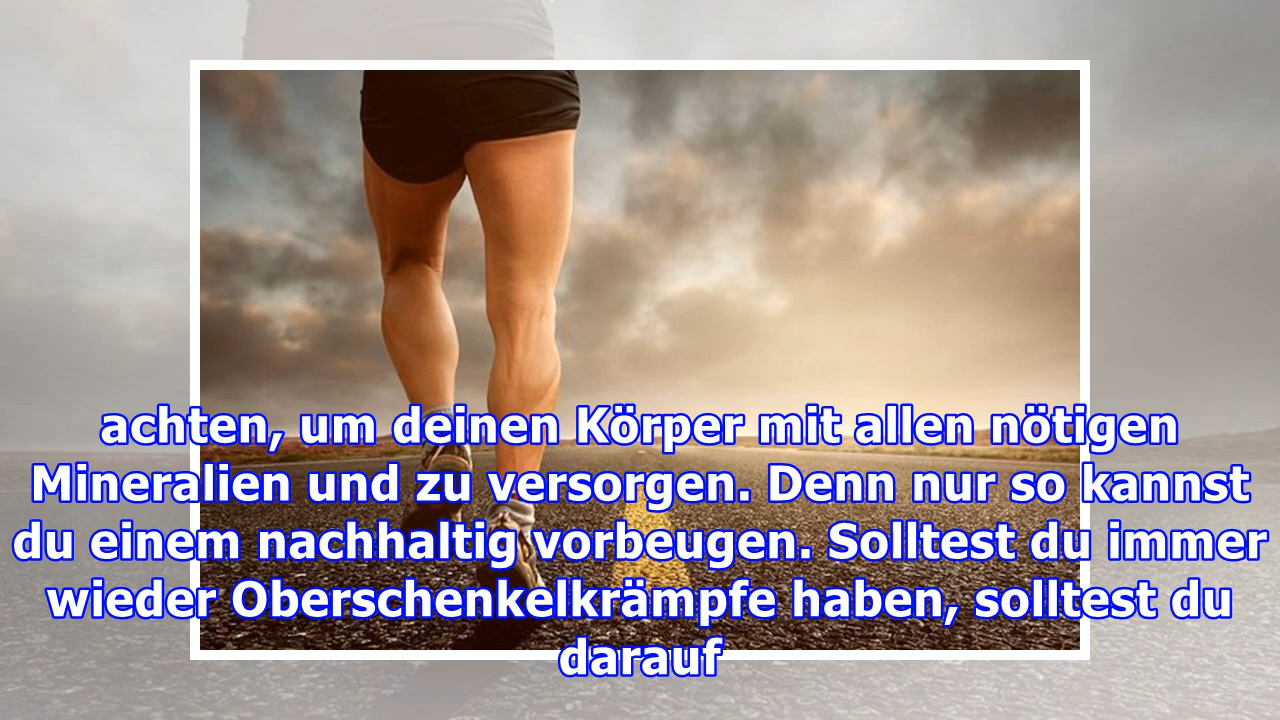 achten, um deinen Körper mit allen nötigen
Mineralien und zu versorgen. Denn nur so kannst
du einem nachhaltig vorbeugen. Solltest du immer
wieder Oberschenkelkrämpfe haben, solltest du
darauf